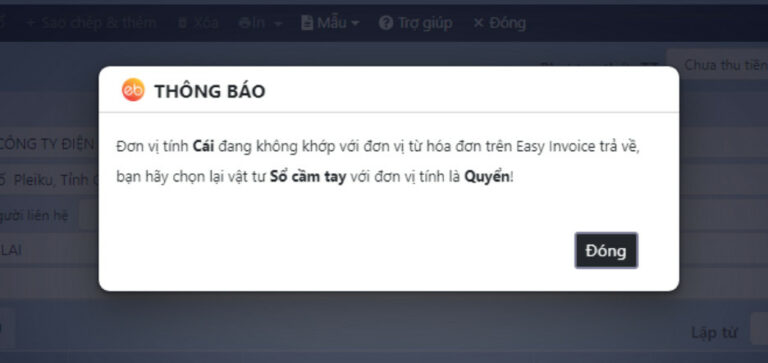 + Sao chép & thêm Xóa In Mẫu ? Trợ giúp × Đóng
Chưa thu tiền
eb THÔNG BÁO
CÔNG TY ĐIỆN
Đơn vị tính Cái đang không khớp với đơn vị từ hóa đơn trên Easy Invoice trả về,
Pleiku, Tỉnh
bạn hãy chọn lại vật tư Sổ cầm tay với đơn vị tính là Quyển!
gười liên hệ
LAI
Đóng
Lập từ